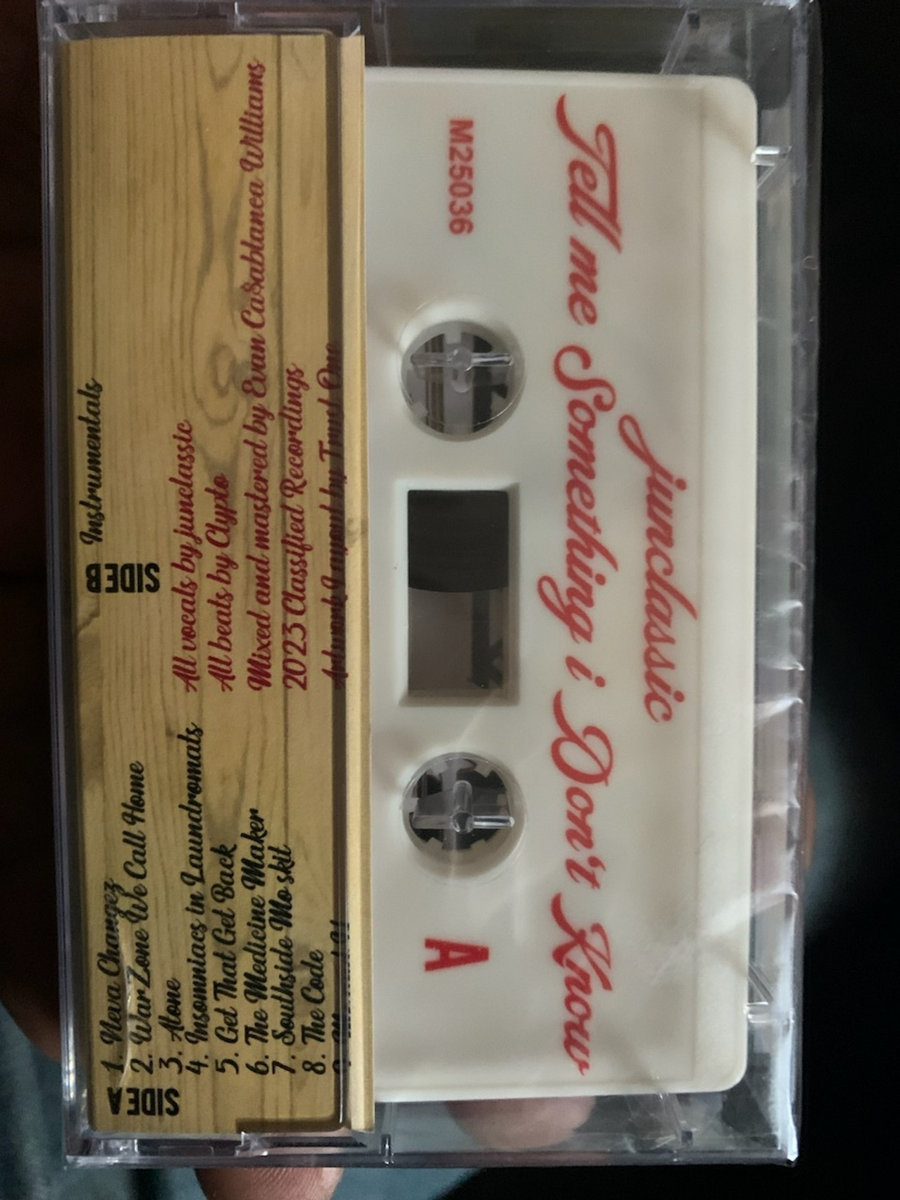 SIDE A
1. Neva Changez
2. WarZone We Call Home
3. Alone
4. Insomniacs in Laundromats
5. Get That Get Back
6. The Medicine Maker
7. Southside Mo skit
8. The Code
SIDE B Instrumentals
All vocals by junclassic
All beats by Clypto
Mixed and mastered by Evan Casablanca Williams
2023 Classified Recordings
junclassic
Tell me Something i Don't Know
A
M25036